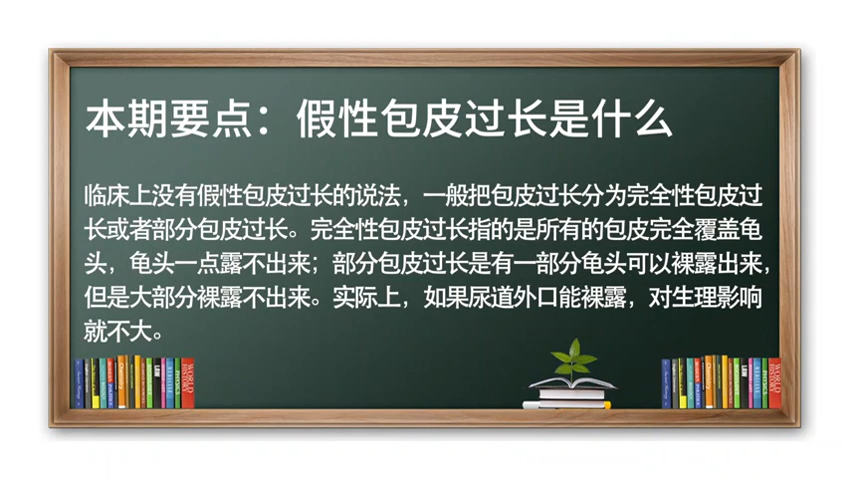 本期要点：假性包皮过长是什么
临床上没有假性包皮过长的说法，一般把包皮过长分为完全性包皮过
长或者部分包皮过长。完全性包皮过长指的是所有的包皮完全覆盖龟
头，龟头一点露不出来；部分包皮过长是有一部分龟头可以裸露出来，
但是大部分裸露不出来。实际上，如果尿道外口能裸露，对生理影响
就不大。
WORLD HISTORY
WORLD HISTORY